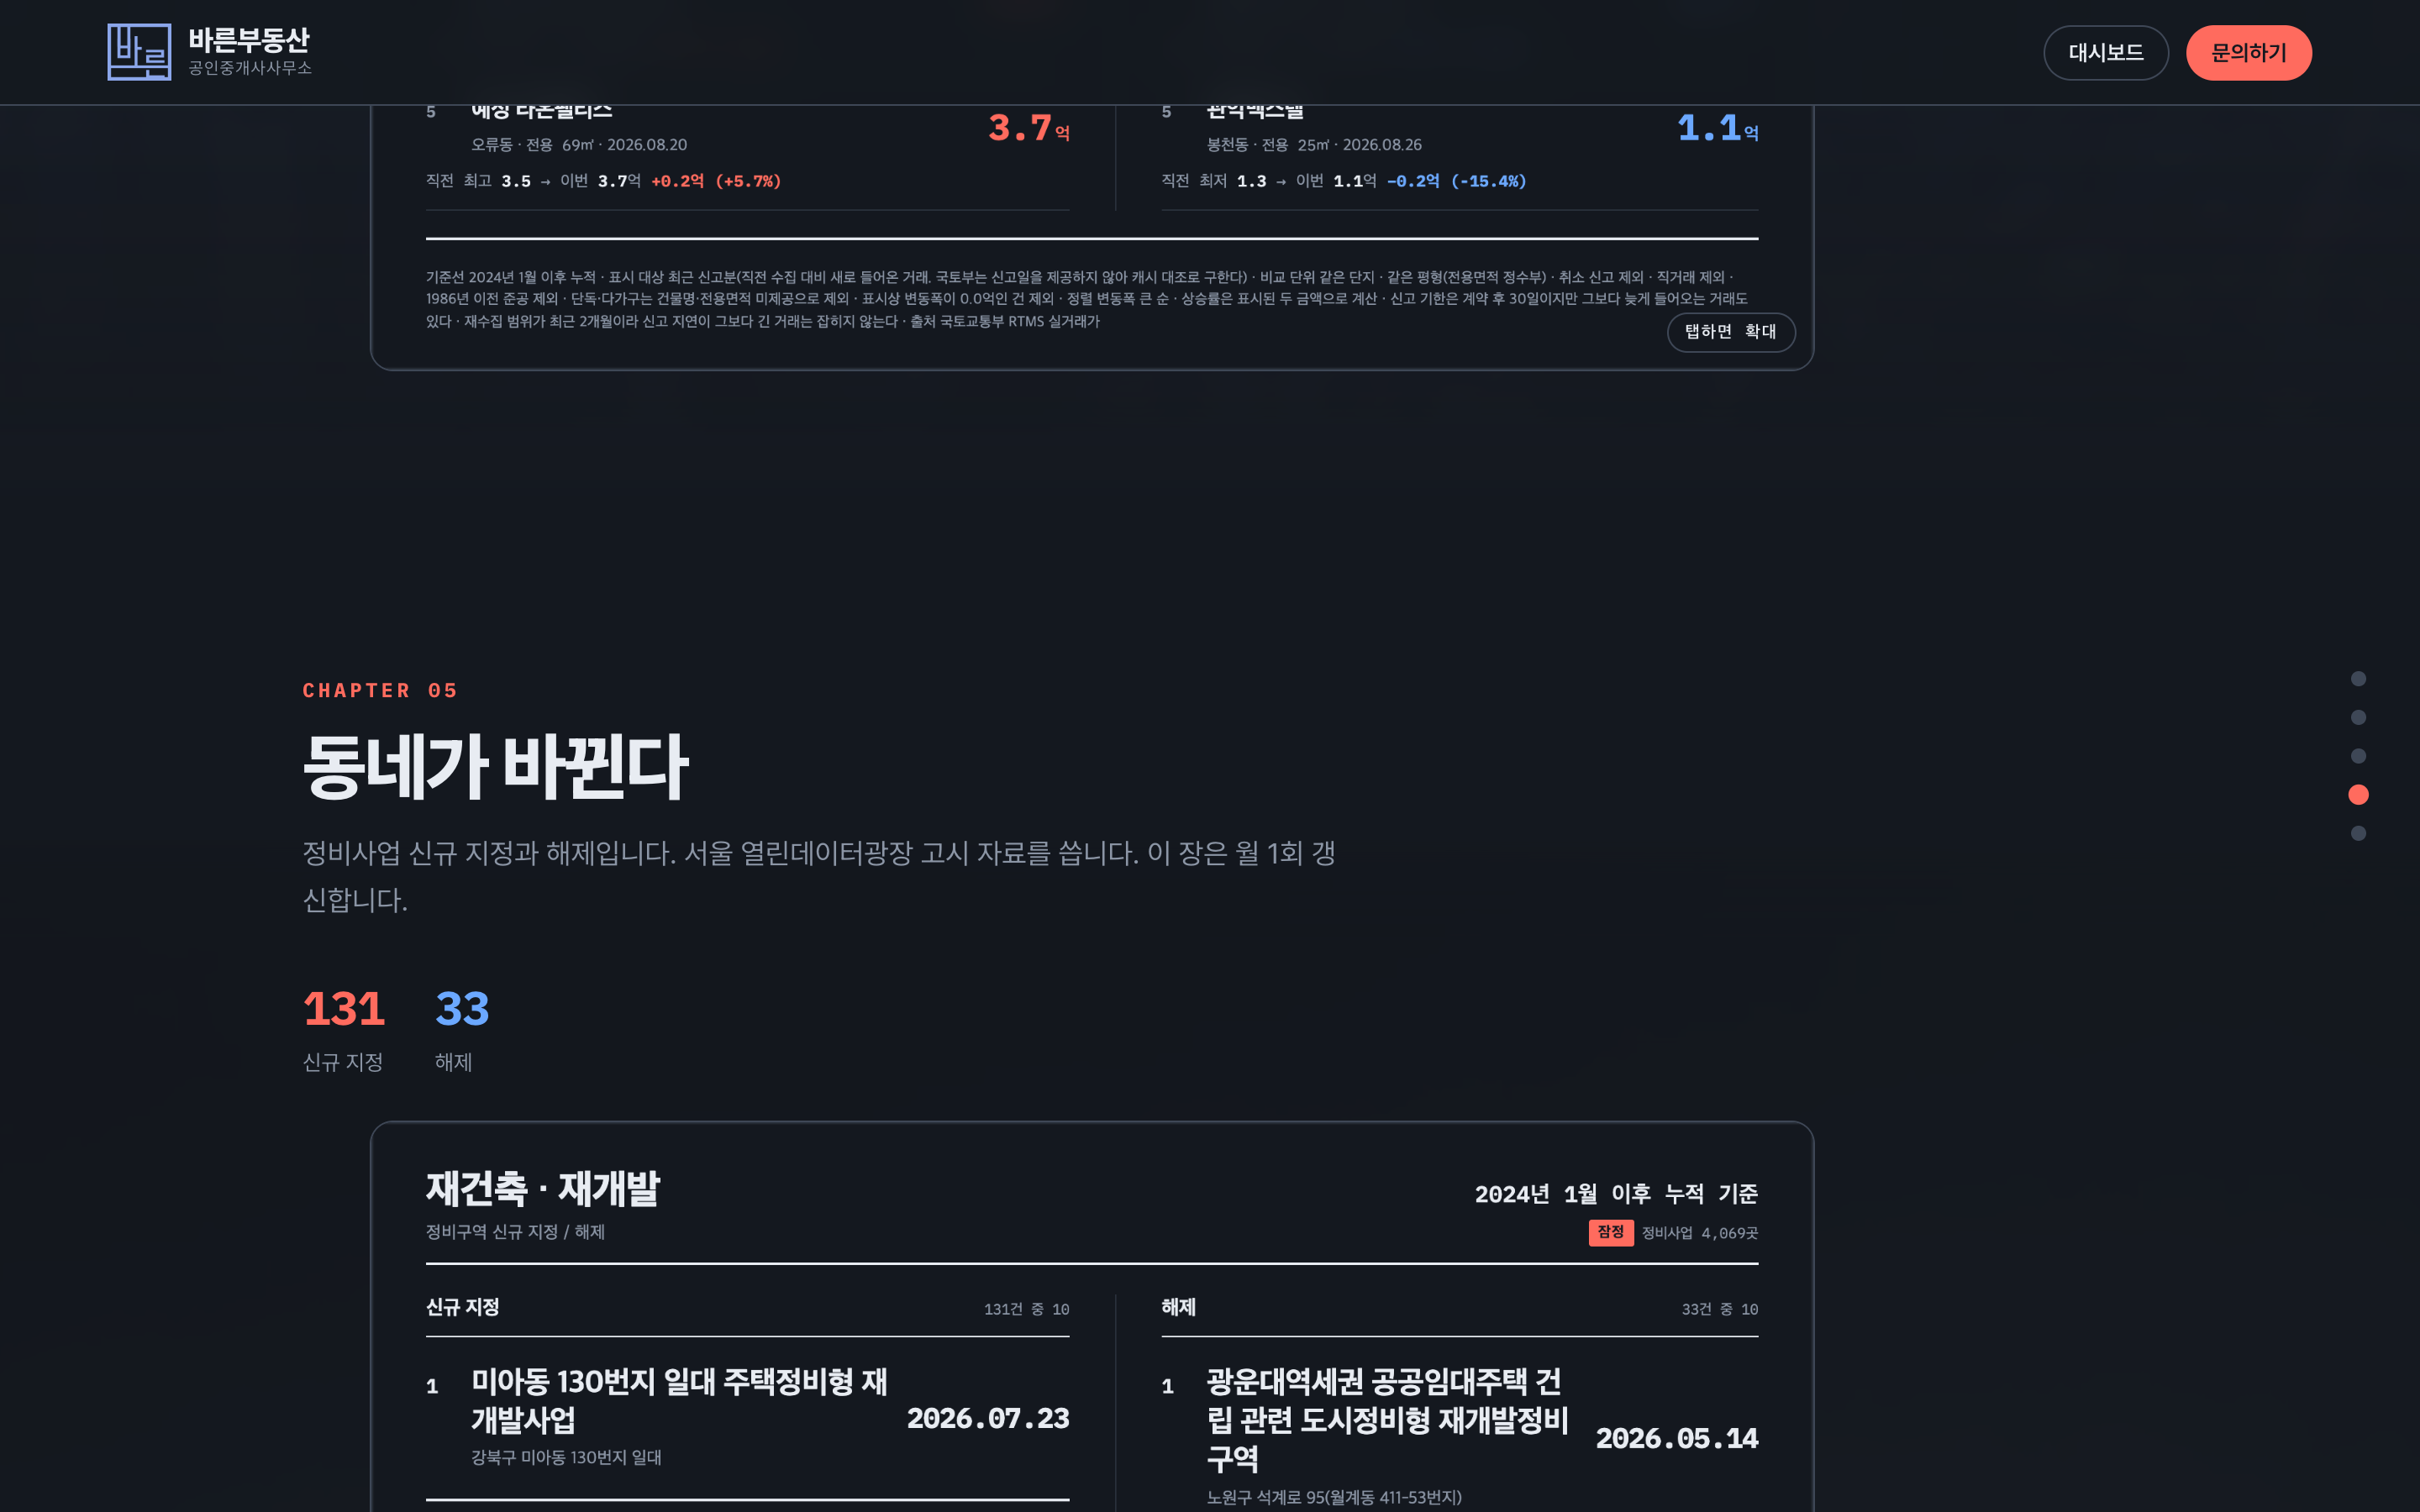 바른
바른부동산
공인중개사사무소
대시보드
문의하기
5
오류동 · 전용 69㎡ · 2026.08.20
3.7억
직전 최고 3.5 → 이번 3.7억 +0.2억 (+5.7%)
5
봉천동 · 전용 25㎡ · 2026.08.26
1.1억
직전 최저 1.3 → 이번 1.1억 −0.2억 (-15.4%)
기준선 2024년 1월 이후 누적 · 표시 대상 최근 신고분(직전 수집 대비 새로 들어온 거래. 국토부는 신고일을 제공하지 않아 캐시 대조로 구한다) · 비교 단위 같은 단지 · 같은 평형(전용면적 정수부) · 취소 신고 제외 · 직거래 제외 ·
1986년 이전 준공 제외 · 단독·다가구는 건물명·전용면적 미제공으로 제외 · 표시상 변동폭이 0.0억인 건 제외 · 정렬 변동폭 큰 순 · 상승률은 표시된 두 금액으로 계산 · 신고 기한은 계약 후 30일이지만 그보다 늦게 들어오는 거래도
있다 · 재수집 범위가 최근 2개월이라 신고 지연이 그보다 긴 거래는 잡히지 않는다 · 출처 국토교통부 RTMS 실거래가
탭하면 확대
CHAPTER 05
동네가 바뀐다
정비사업 신규 지정과 해제입니다. 서울 열린데이터광장 고시 자료를 씁니다. 이 장은 월 1회 갱
신합니다.
131
신규 지정
33
해제
재건축 · 재개발
정비구역 신규 지정 / 해제
2024년 1월 이후 누적 기준
잠정 정비사업 4,069곳
신규 지정
131건 중 10
1
미아동 130번지 일대 주택정비형 재
개발사업
강북구 미아동 130번지 일대
2026.07.23
해제
33건 중 10
1
광운대역세권 공공임대주택 건
립 관련 도시정비형 재개발정비
구역
노원구 석계로 95(월계동 411-53번지)
2026.05.14